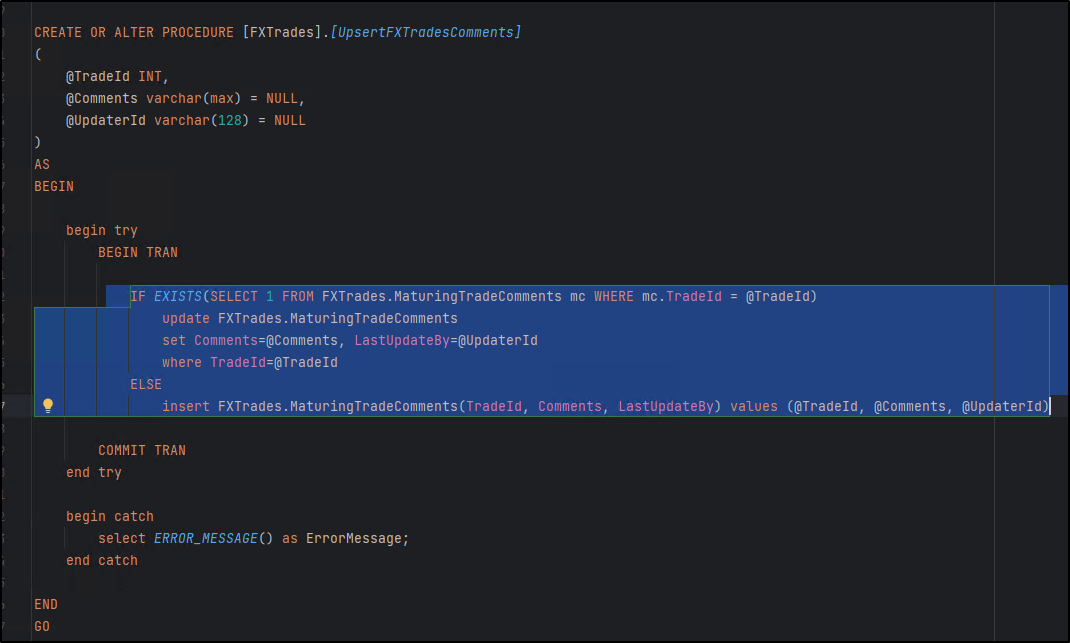 CREATE OR ALTER PROCEDURE [FXTrades].[UpsertFXTradesComments]
(
@TradeId INT,
@Comments varchar(max) = NULL,
@UpdaterId varchar(128) = NULL
)
AS
BEGIN
begin try
BEGIN TRAN
IF EXISTS(SELECT 1 FROM FXTrades.MaturingTradeComments mc WHERE mc.TradeId = @TradeId)
update FXTrades.MaturingTradeComments
set Comments=@Comments, LastUpdateBy=@UpdaterId
where TradeId=@TradeId
ELSE
insert FXTrades.MaturingTradeComments(TradeId, Comments, LastUpdateBy) values (@TradeId, @Comments, @UpdaterId)
COMMIT TRAN
end try
begin catch
select ERROR_MESSAGE() as ErrorMessage;
end catch
END
GO